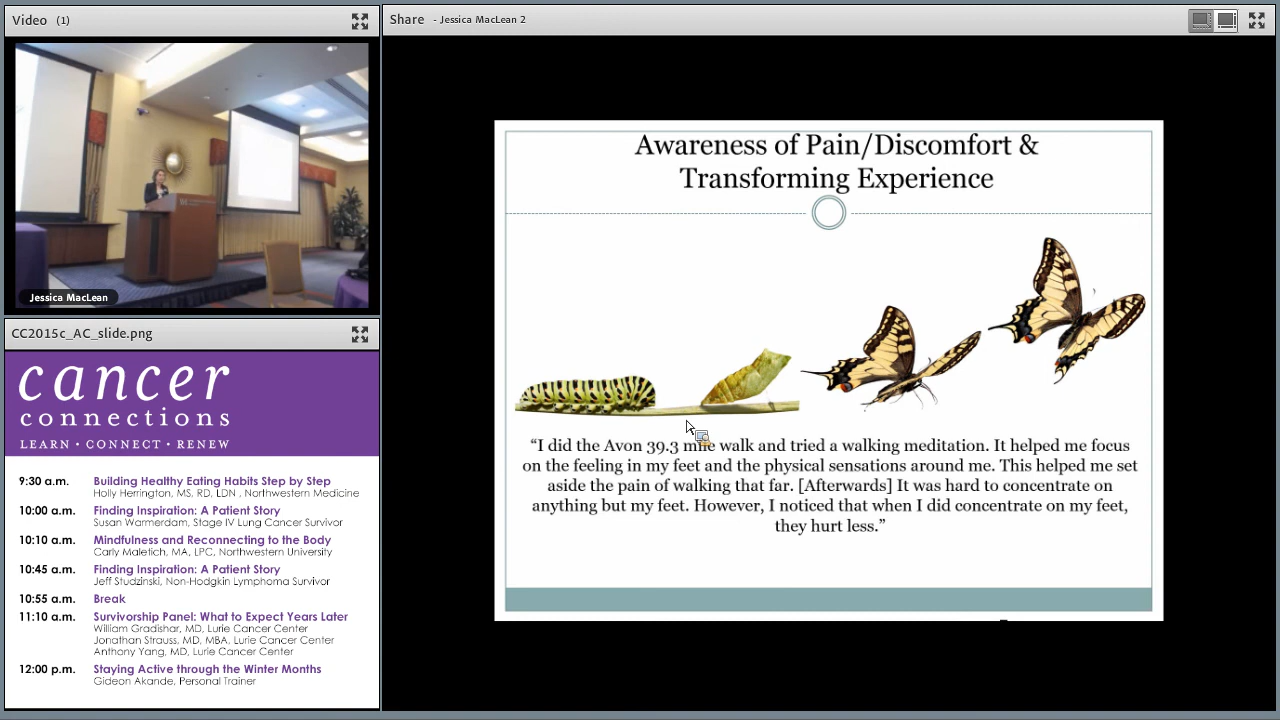 Video (1)
Jessica MacLean
CC2015c_AC_slide.png
cancer
connections
LEARN • CONNECT • RENEW
9:30 a.m. Building Healthy Eating Habits Step by Step
Holly Herrington, MS, RD, LDN , Northwestern Medicine
10:00 a.m. Finding Inspiration: A Patient Story
Susan Warmerdam, Stage IV Lung Cancer Survivor
10:10 a.m. Mindfulness and Reconnecting to the Body
Carly Maletich, MA, LPC, Northwestern University
10:45 a.m. Finding Inspiration: A Patient Story
Jeff Studzinski, Non-Hodgkin Lymphoma Survivor
10:55 a.m. Break
11:10 a.m. Survivorship Panel: What to Expect Years Later
William Gradishar, MD, Lurie Cancer Center
Jonathan Strauss, MD, MBA, Lurie Cancer Center
Anthony Yang, MD, Lurie Cancer Center
12:00 p.m. Staying Active through the Winter Months
Gideon Akande, Personal Trainer
Share - Jessica MacLean 2
Awareness of Pain/Discomfort &
Transforming Experience
“I did the Avon 39.3 mile walk and tried a walking meditation. It helped me focus
on the feeling in my feet and the physical sensations around me. This helped me set
aside the pain of walking that far. [Afterwards] It was hard to concentrate on
anything but my feet. However, I noticed that when I did concentrate on my feet,
they hurt less.”